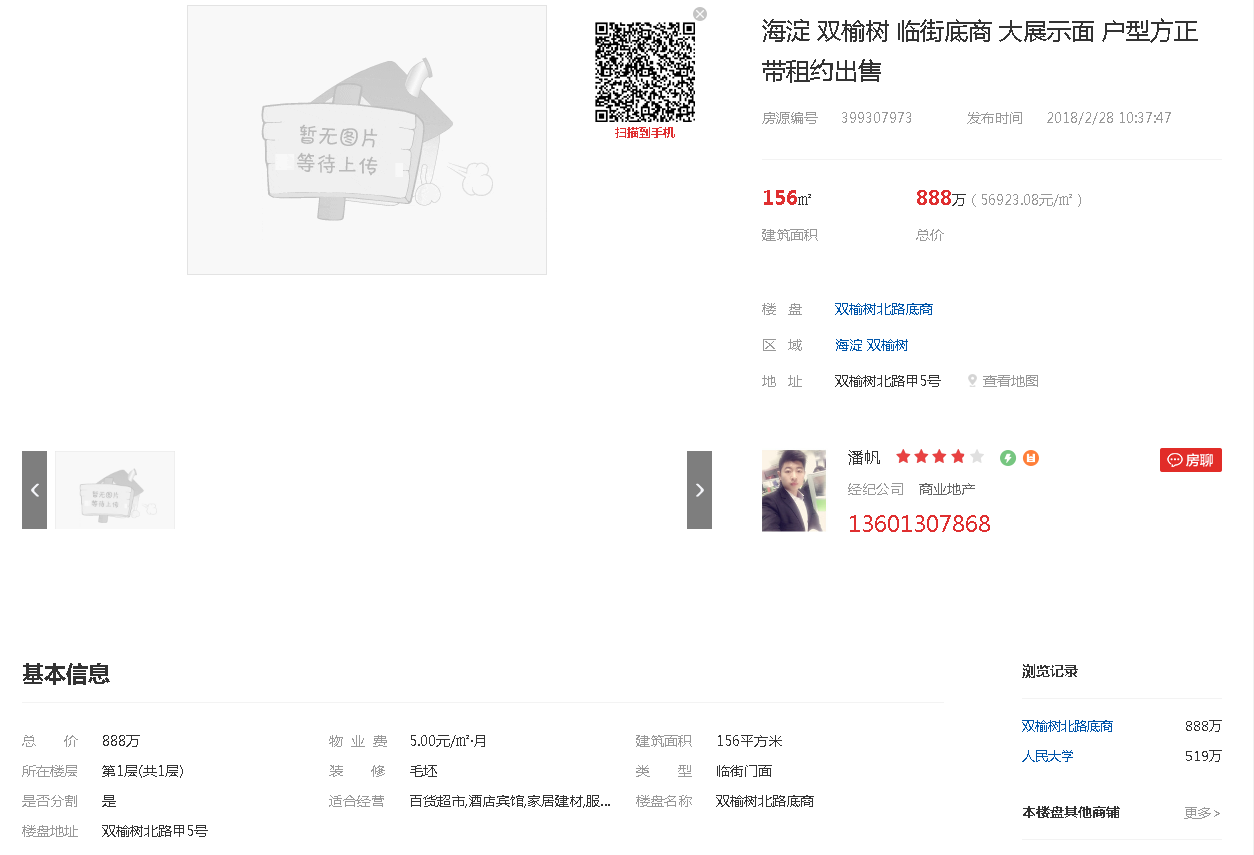 暂无图片
等待上传
扫描到手机
海淀 双榆树 临街底商 大展示面 户型方正
带租约出售
房源编号 399307973 发布时间 2018/2/28 10:37:47
156㎡ 888万 ( 56923.08元/㎡ )
建筑面积 总价
楼 盘 双榆树北路底商
区 域 海淀 双榆树
地 址 双榆树北路甲5号 查看地图
暂无图片
等待上传
潘帆 房聊
经纪公司 商业地产
13601307868
基本信息
总 价 888万 物 业 费 5.00元/㎡·月 建筑面积 156平方米
所在楼层 第1层(共1层) 装 修 毛坯 类 型 临街门面
是否分割 是 适合经营 百货超市,酒店宾馆,家居建材,服... 楼盘名称 双榆树北路底商
楼盘地址 双榆树北路甲5号
浏览记录
双榆树北路底商 888万
人民大学 519万
本楼盘其他商铺 更多>